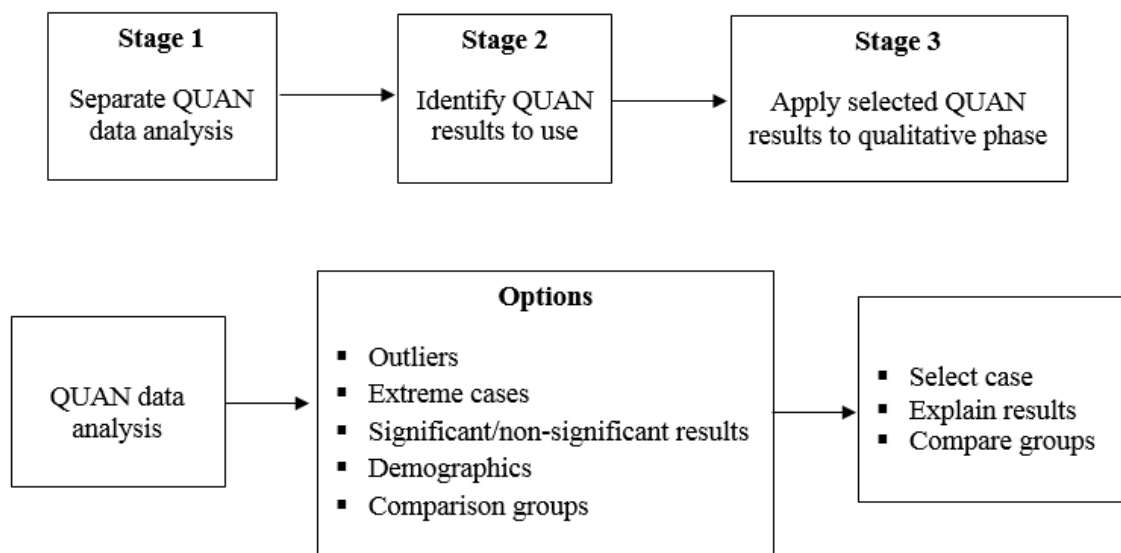 Stage 1
Separate QUAN
data analysis
Stage 2
Identify QUAN
results to use
Stage 3
Apply selected QUAN
results to qualitative phase
QUAN data
analysis
Options
▪ Outliers
▪ Extreme cases
▪ Significant/non-significant results
▪ Demographics
▪ Comparison groups
▪ Select case
▪ Explain results
▪ Compare groups